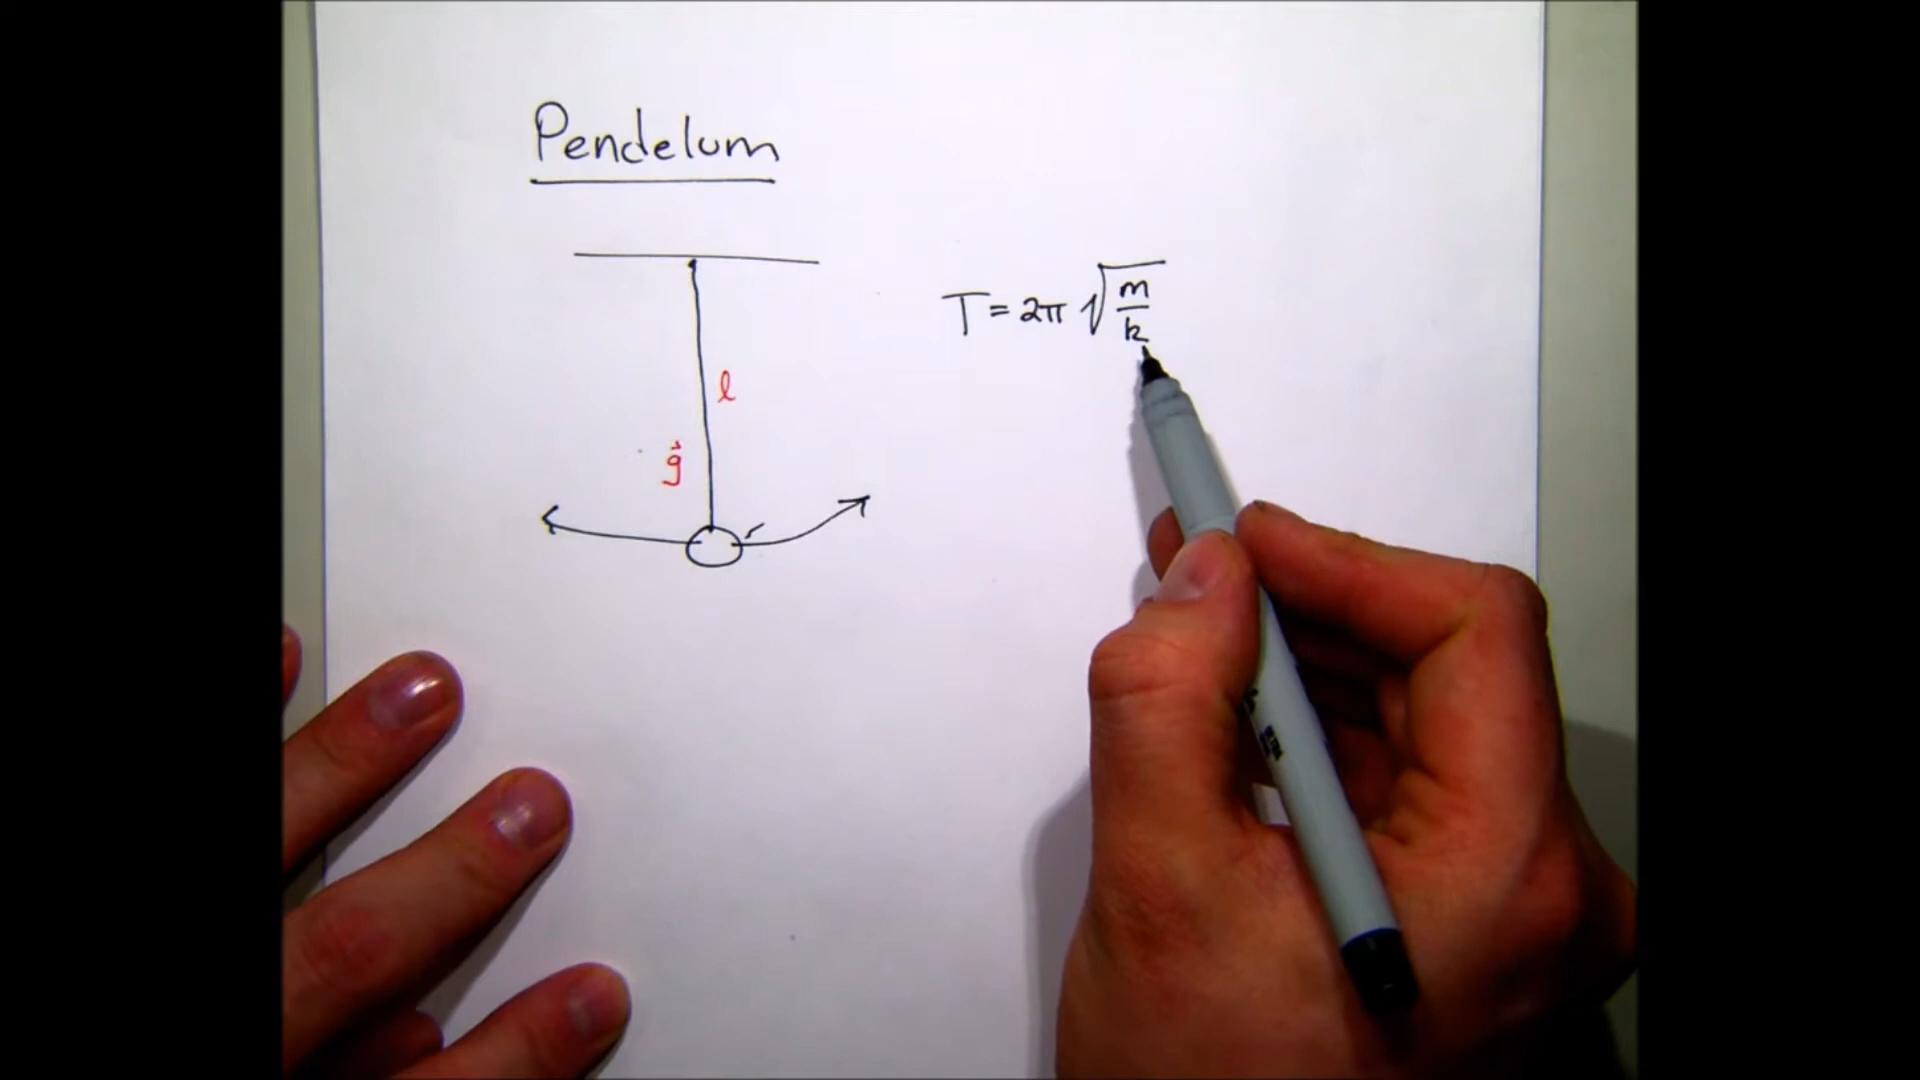 Pendelum
T = 2π √(m/k)
l
g⃗